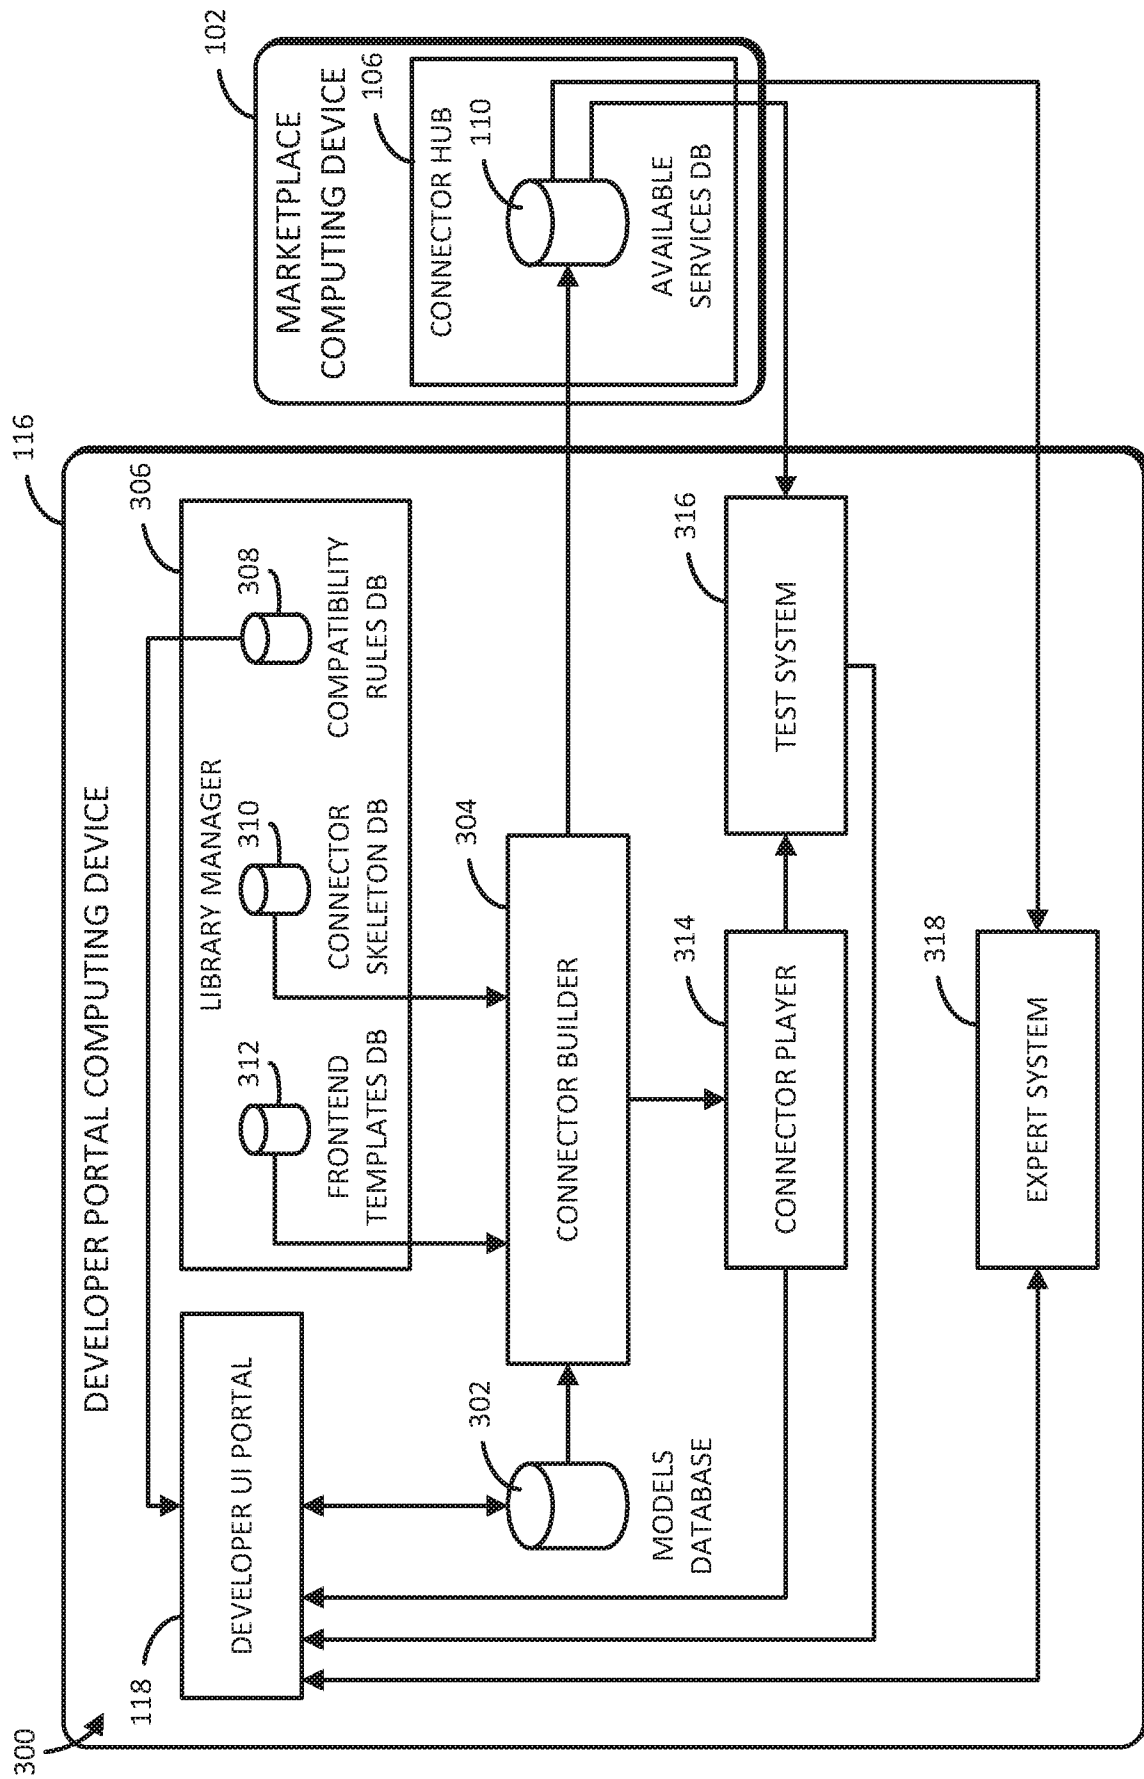 300
116
DEVELOPER PORTAL COMPUTING DEVICE
118
DEVELOPER UI PORTAL
306
LIBRARY MANAGER
312
FRONTEND
TEMPLATES DB
310
CONNECTOR
SKELETON DB
308
COMPATIBILITY
RULES DB
302
MODELS
DATABASE
304
CONNECTOR BUILDER
314
CONNECTOR PLAYER
316
TEST SYSTEM
318
EXPERT SYSTEM
102
MARKETPLACE
COMPUTING DEVICE
106
CONNECTOR HUB
110
AVAILABLE
SERVICES DB